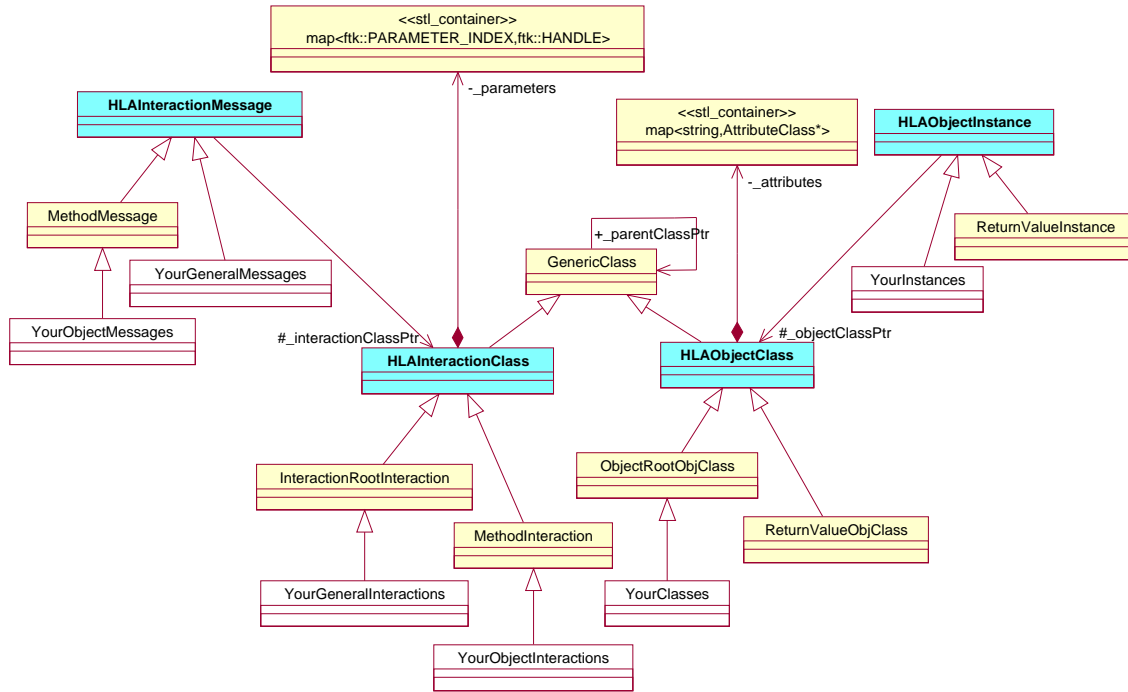 <<stl_container>>
map<ftk::PARAMETER_INDEX,ftk::HANDLE>
-_parameters
HLAInteractionMessage
<<stl_container>>
map<string,AttributeClass*>
HLAObjectInstance
-_attributes
MethodMessage
ReturnValueInstance
+_parentClassPtr
GenericClass
YourGeneralMessages
YourInstances
YourObjectMessages
#_interactionClassPtr
#_objectClassPtr
HLAInteractionClass
HLAObjectClass
InteractionRootInteraction
ObjectRootObjClass
MethodInteraction
ReturnValueObjClass
YourGeneralInteractions
YourClasses
YourObjectInteractions